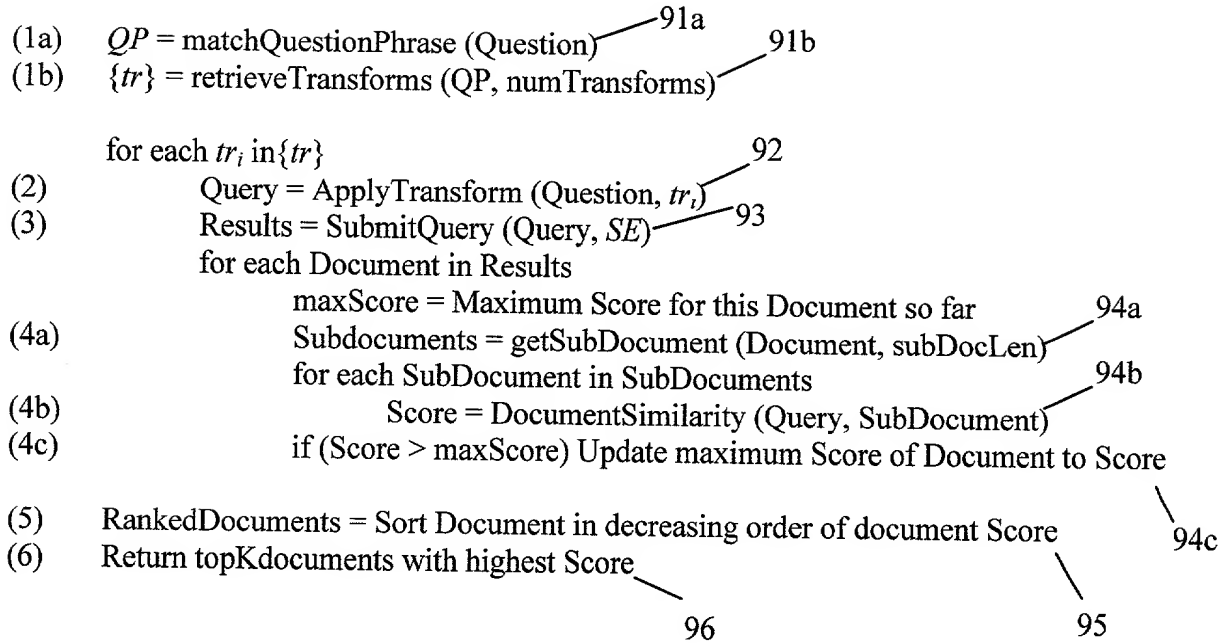 (1a) QP = matchQuestionPhrase (Question) 91a
(1b) {tr} = retrieveTransforms (QP, numTransforms) 91b
for each tri in{tr}
(2) Query = ApplyTransform (Question, tri) 92
(3) Results = SubmitQuery (Query, SE) 93
for each Document in Results
maxScore = Maximum Score for this Document so far
(4a) Subdocuments = getSubDocument (Document, subDocLen) 94a
for each SubDocument in SubDocuments
(4b) Score = DocumentSimilarity (Query, SubDocument) 94b
(4c) if (Score > maxScore) Update maximum Score of Document to Score 94c
(5) RankedDocuments = Sort Document in decreasing order of document Score 95
(6) Return topKdocuments with highest Score 96